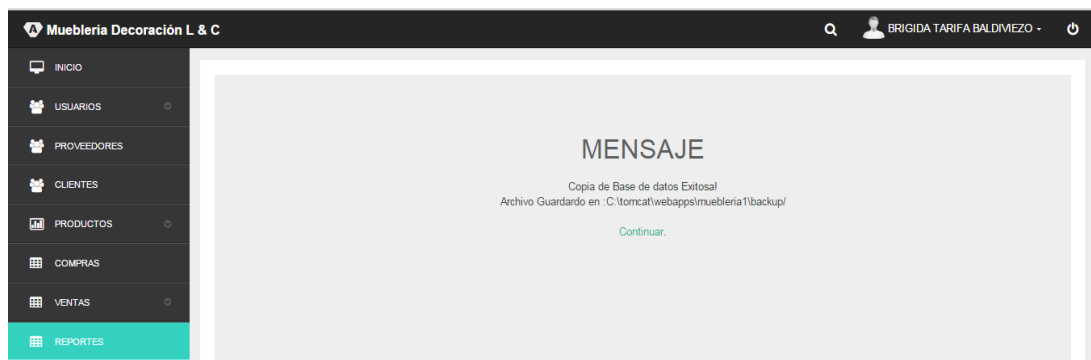 Mueblería Decoración L & C
BRIGIDA TARIFA BALDIVIEZO
INICIO
USUARIOS
PROVEEDORES
CLIENTES
PRODUCTOS
COMPRAS
VENTAS
REPORTES
MENSAJE
Copia de Base de datos Exitosa!
Archivo Guardardo en :C:\tomcat\webapps\muebleria1\backup/
Continuar.